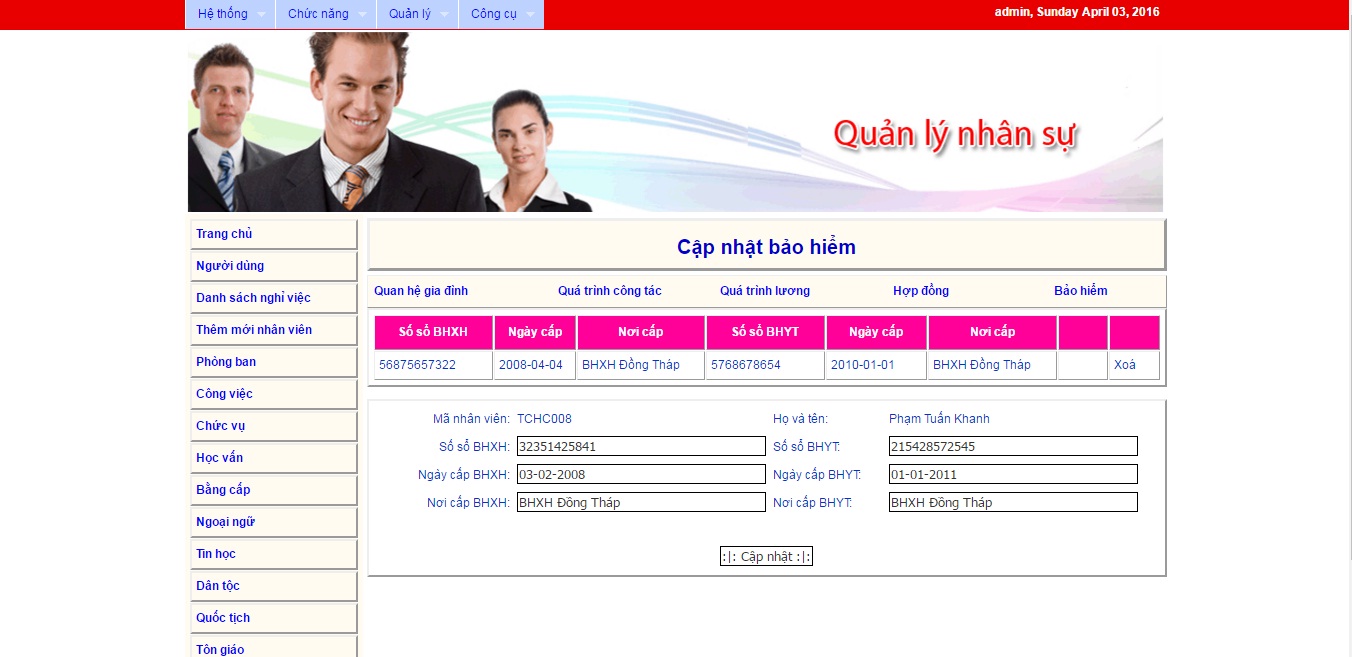 Hệ thống Chức năng Quản lý Công cụ admin, Sunday April 03, 2016
Quản lý nhân sự
Trang chủ
Người dùng
Danh sách nghỉ việc
Thêm mới nhân viên
Phòng ban
Công việc
Chức vụ
Học vấn
Bằng cấp
Ngoại ngữ
Tin học
Dân tộc
Quốc tịch
Tôn giáo
Cập nhật bảo hiểm
Quan hệ gia đình Quá trình công tác Quá trình lương Hợp đồng Bảo hiểm
Số sổ BHXH Ngày cấp Nơi cấp Số sổ BHYT Ngày cấp Nơi cấp
56875657322 2008-04-04 BHXH Đồng Tháp 5768678654 2010-01-01 BHXH Đồng Tháp Xoá
Mã nhân viên: TCHC008 Họ và tên: Phạm Tuấn Khanh
Số sổ BHXH: 32351425841 Số sổ BHYT: 215428572545
Ngày cấp BHXH: 03-02-2008 Ngày cấp BHYT: 01-01-2011
Nơi cấp BHXH: BHXH Đồng Tháp Nơi cấp BHYT: BHXH Đồng Tháp
:|: Cập nhật :|: